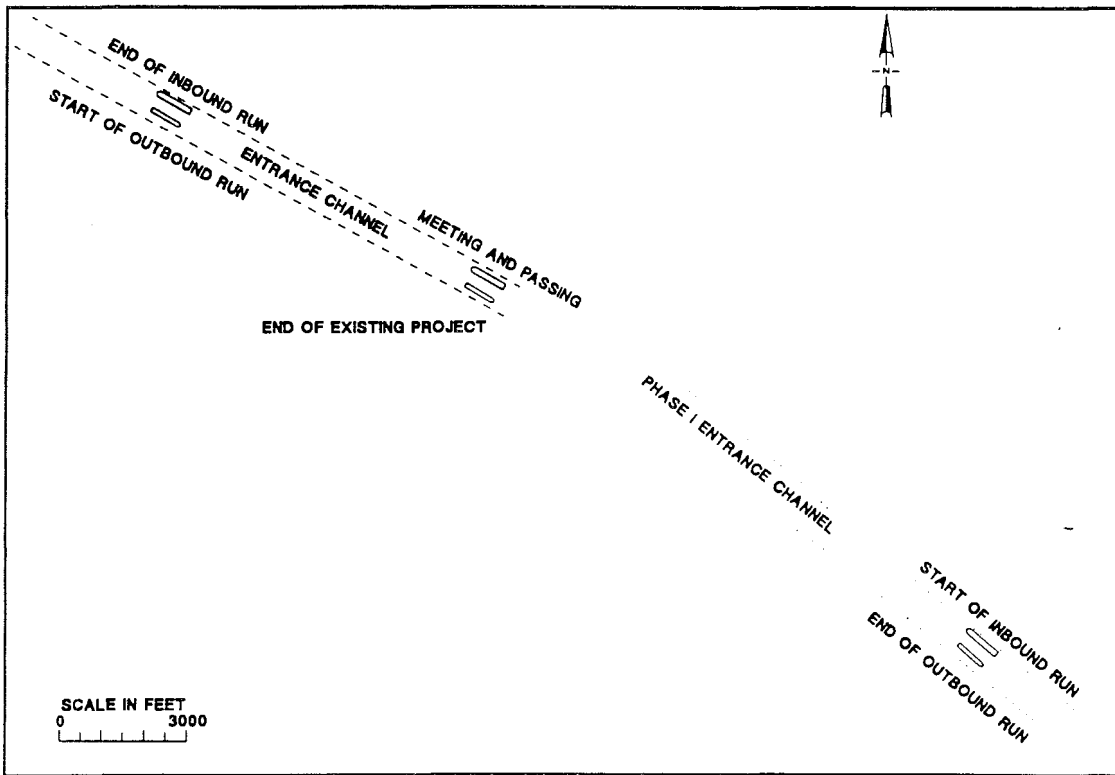 END OF INBOUND RUN
START OF OUTBOUND RUN
N
ENTRANCE CHANNEL
MEETING AND PASSING
END OF EXISTING PROJECT
PHASE I ENTRANCE CHANNEL
START OF INBOUND RUN
END OF OUTBOUND RUN
SCALE IN FEET
0 3000